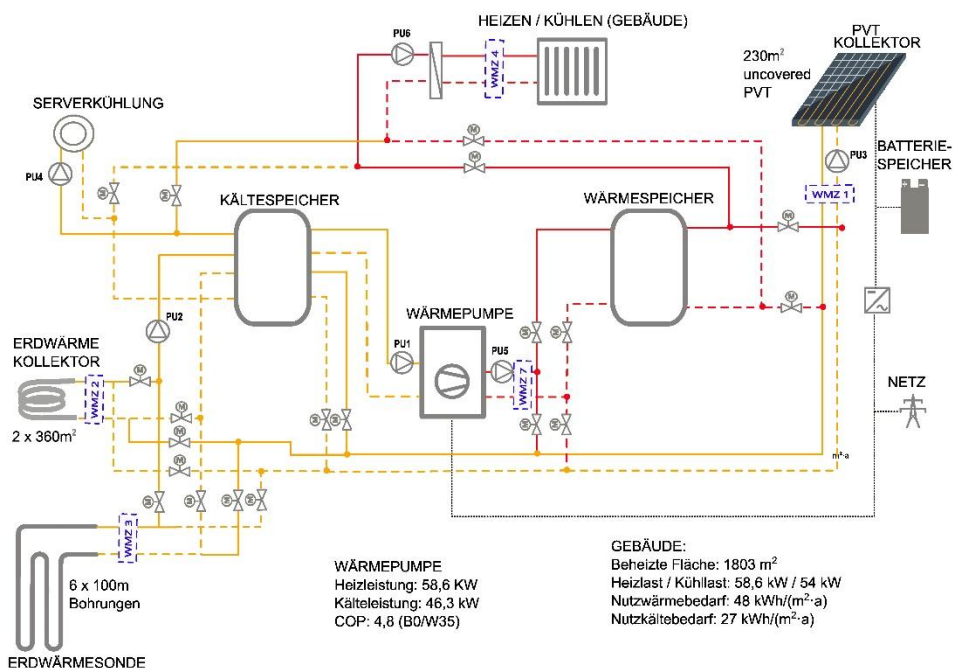 HEIZEN / KÜHLEN (GEBÄUDE)
PU6
WMZ 4
PVT
KOLLEKTOR
230m²
uncovered
PVT
SERVERKÜHLUNG
PU4
PU3
BATTERIE-
SPEICHER
WMZ 1
KÄLTESPEICHER
WÄRMESPEICHER
M
M
M
M
M
M
PU2
WÄRMEPUMPE
PU1
PU5
WMZ 7
M
M
ERDWÄRME
KOLLEKTOR
WMZ 2
2 x 360m²
M
M
M
M
M
M
M
M
NETZ
m²·a
M
M
M
M
WMZ 3
6 x 100m
Bohrungen
ERDWÄRMESONDE
WÄRMEPUMPE
Heizleistung: 58,6 KW
Kälteleistung: 46,3 kW
COP: 4,8 (B0/W35)
GEBÄUDE:
Beheizte Fläche: 1803 m²
Heizlast / Kühllast: 58,6 kW / 54 kW
Nutzwärmebedarf: 48 kWh/(m²·a)
Nutzkältebedarf: 27 kWh/(m²·a)